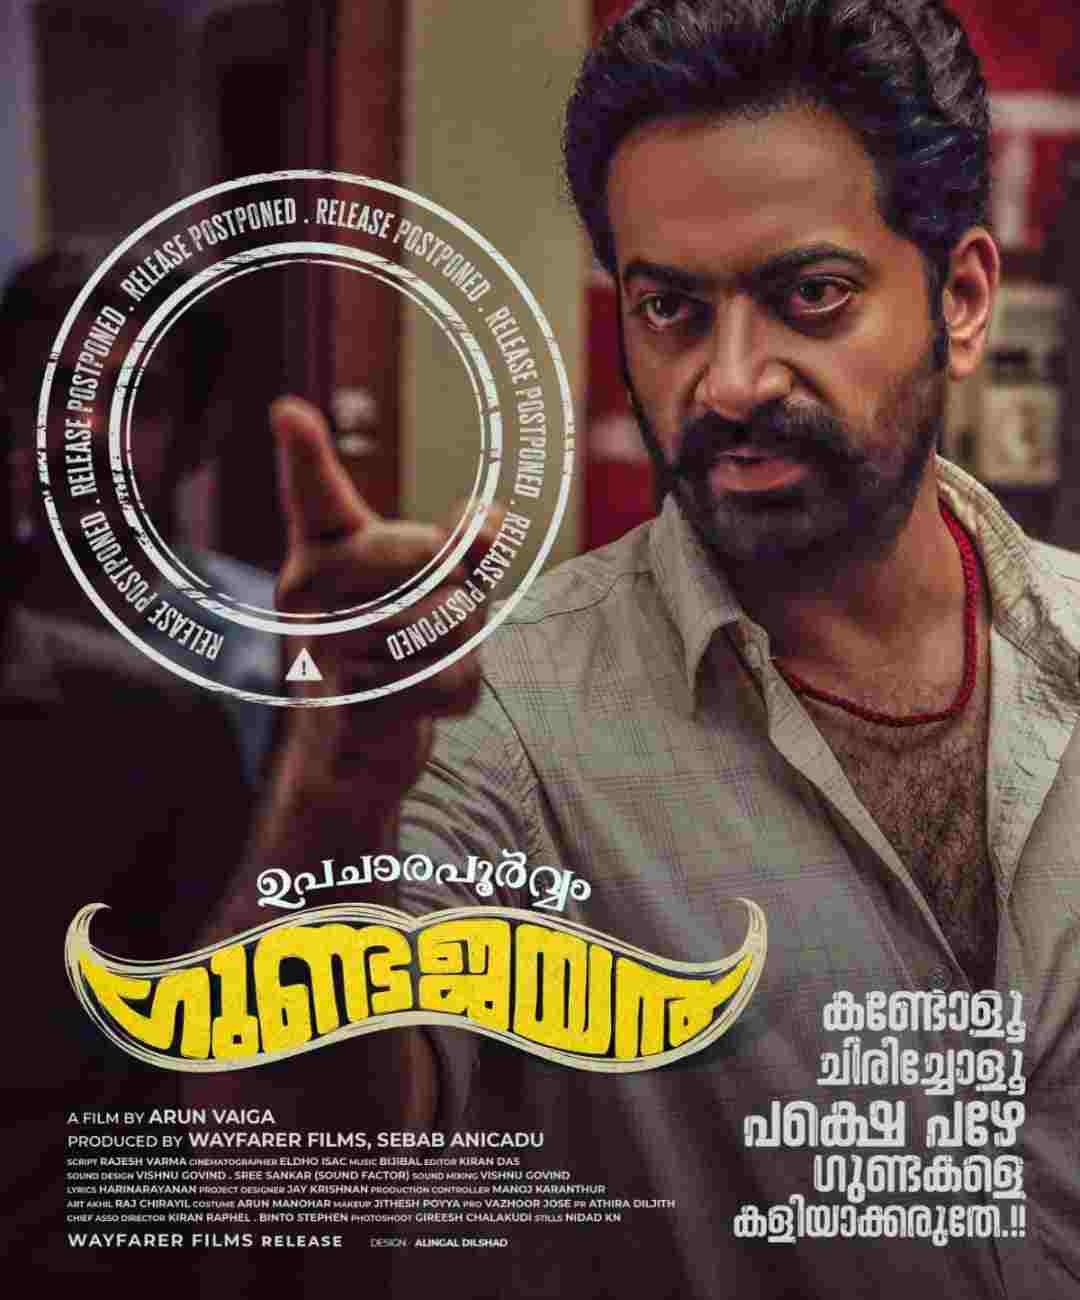 RELEASE POSTPONED . RELEASE POSTPONED . RELEASE POSTPONED . RELEASE POSTPONED . RELEASE POSTPONED . RELEASE POSTPONED
ഉപചാരപൂർവ്വം
ഗുണ്ടജയൻ
കണ്ടോളൂ
ചിരിച്ചോളൂ
പക്ഷെ പഴേ
ഗുണ്ടകളെ
കളിയാക്കരുതേ.!!
A FILM BY ARUN VAIGA
PRODUCED BY WAYFARER FILMS, SEBAB ANICADU
SCRIPT RAJESH VARMA CINEMATOGRAPHER ELDHO ISAC MUSIC BIJIBAL EDITOR KIRAN DAS
SOUND DESIGN VISHNU GOVIND . SREE SANKAR (SOUND FACTOR) SOUND MIXING VISHNU GOVIND
LYRICS HARINARAYANAN PROJECT DESIGNER JAY KRISHNAN PRODUCTION CONTROLLER MANOJ KARANTHUR
ART AKHIL RAJ CHIRAYIL COSTUME ARUN MANOHAR MAKEUP JITHESH POYYA PRO VAZHOOR JOSE PR ATHIRA DILJITH
CHIEF ASSO DIRECTOR KIRAN RAPHEL . BINTO STEPHEN PHOTOSHOOT GIREESH CHALAKUDI STILLS NIDAD KN
WAYFARER FILMS RELEASE DESIGN - ALINGAL DILSHAD